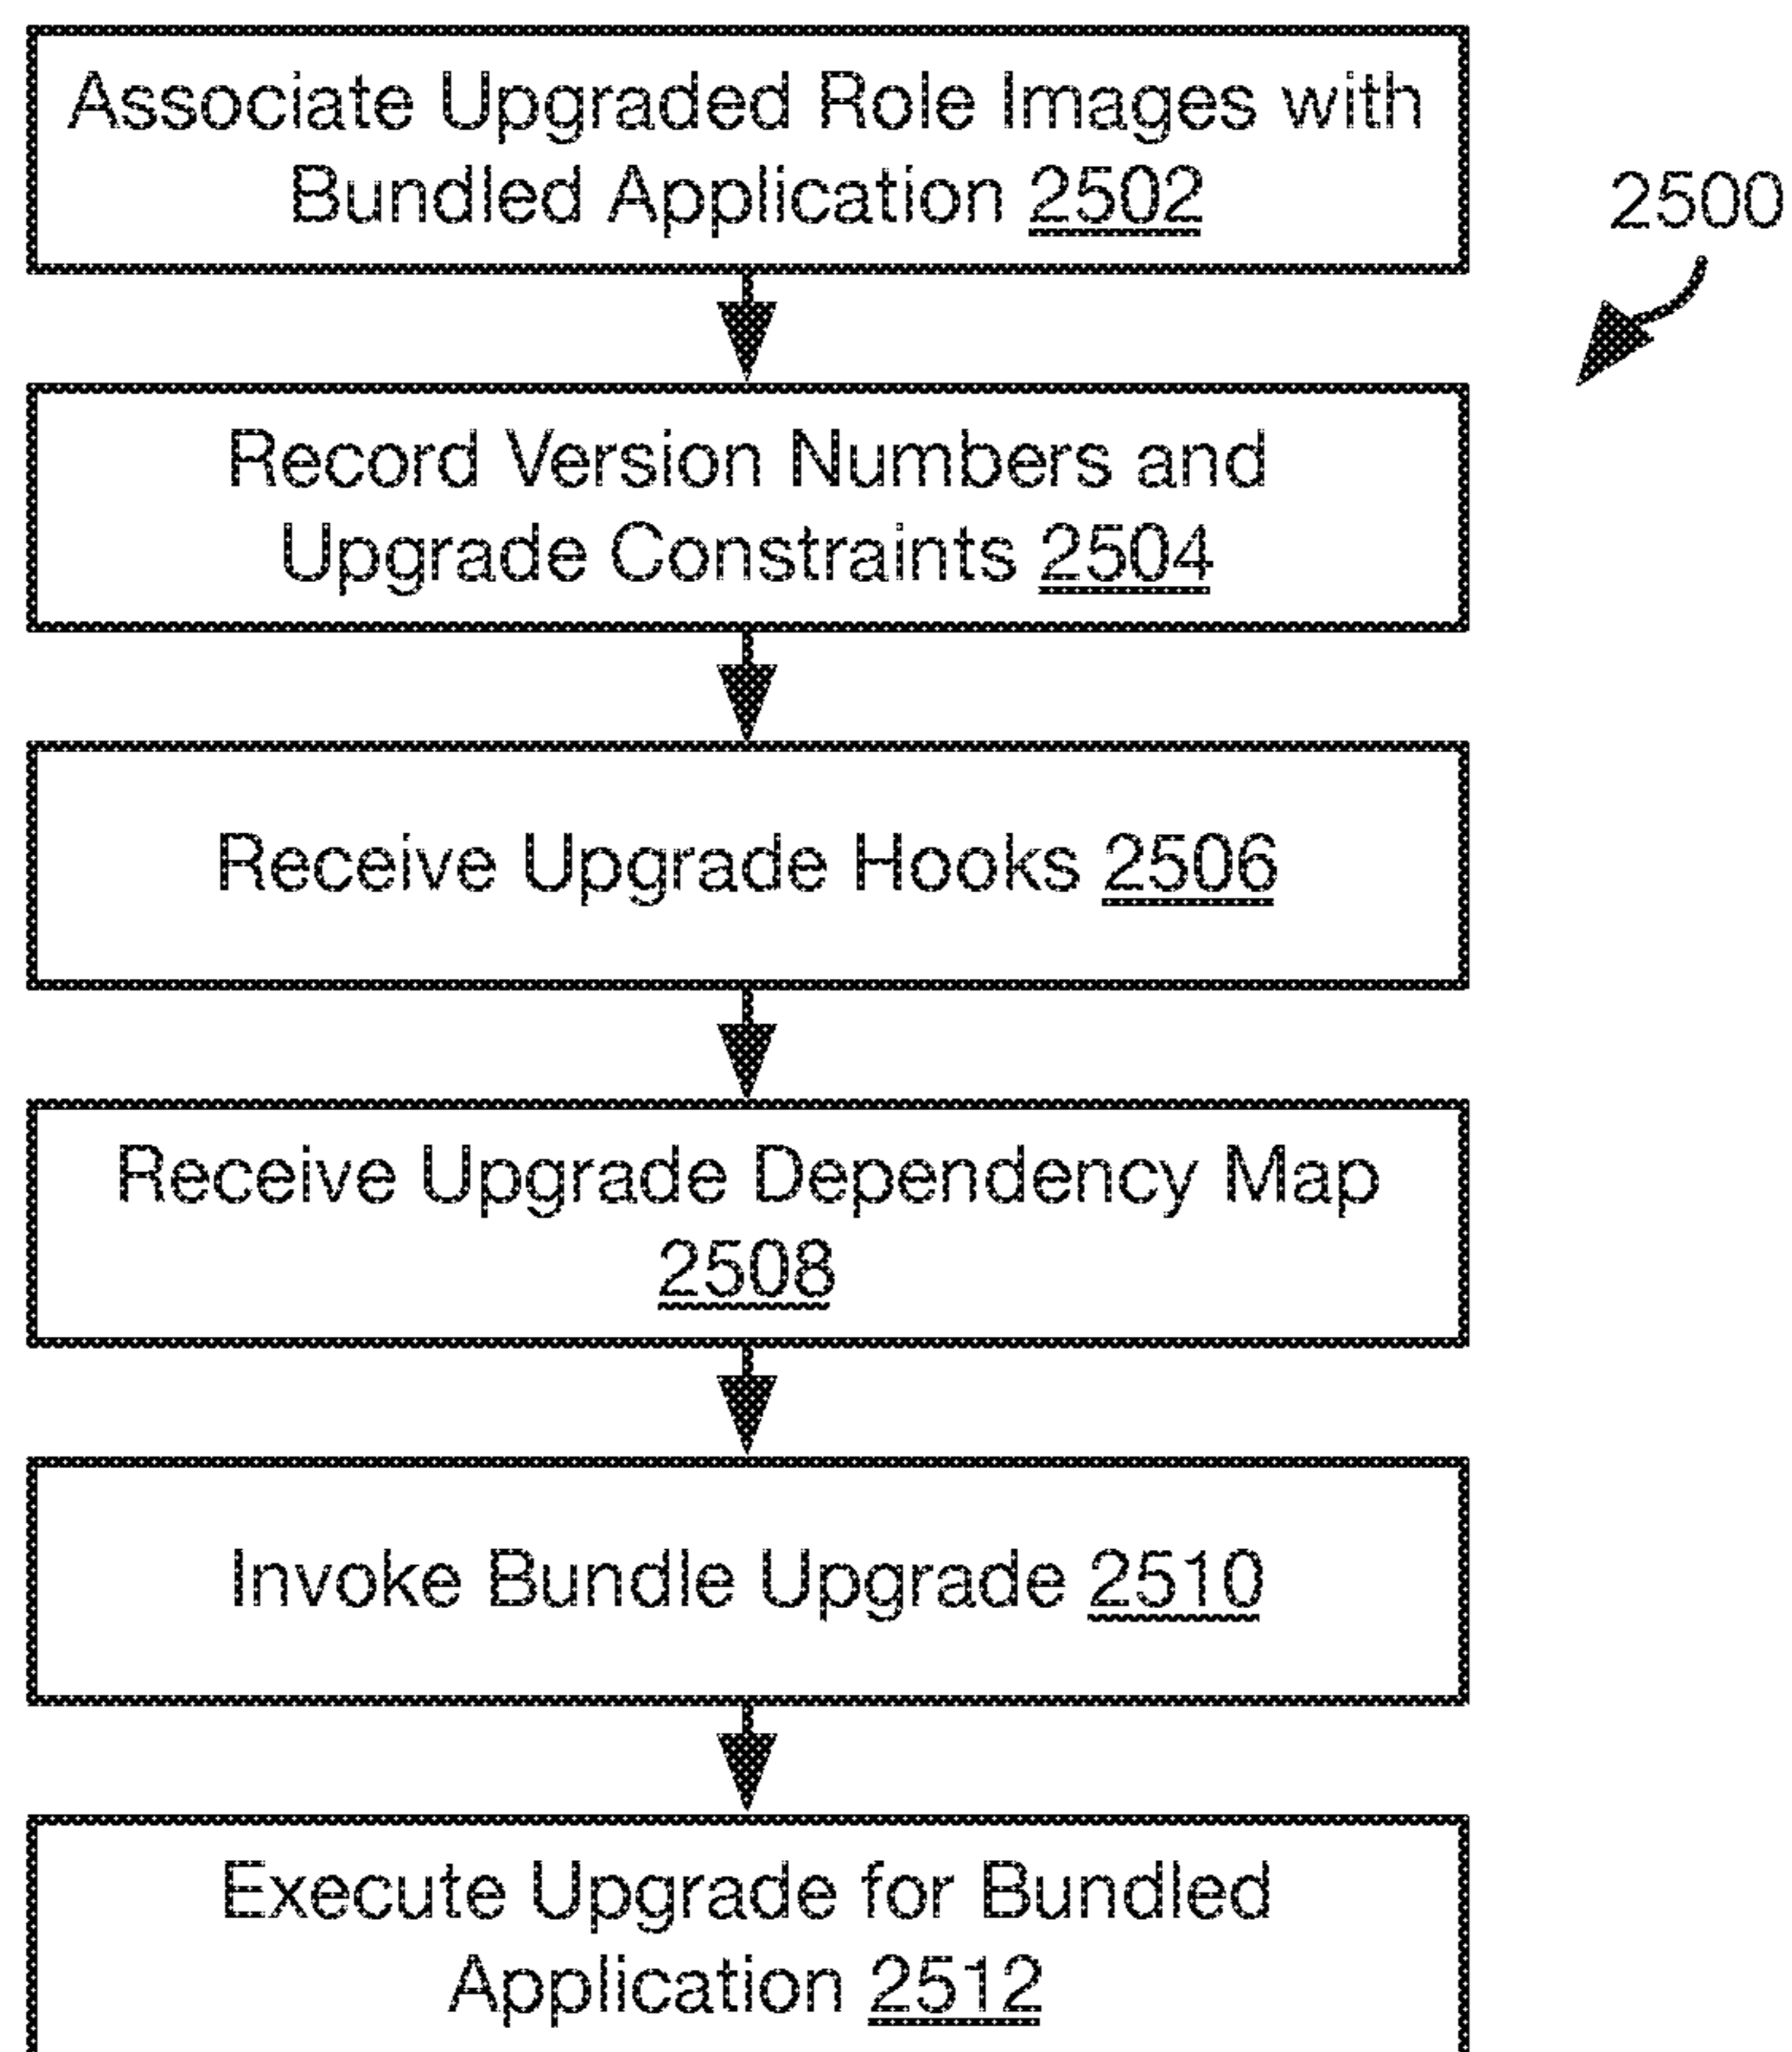 Associate Upgraded Role Images with
Bundled Application 2502
2500
Record Version Numbers and
Upgrade Constraints 2504
Receive Upgrade Hooks 2506
Receive Upgrade Dependency Map
2508
Invoke Bundle Upgrade 2510
Execute Upgrade for Bundled
Application 2512